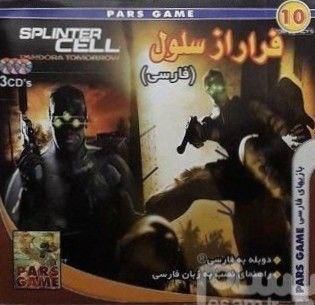 PARS GAME
10
SPLINTER
CELL
PANDORA TOMORROW
3CD's
فرار از سلول
(فارسی)
دوبله به فارسی
راهنمای نصب به زبان فارسی
بازیهای فارسی PARS GAME
PARS
GAME